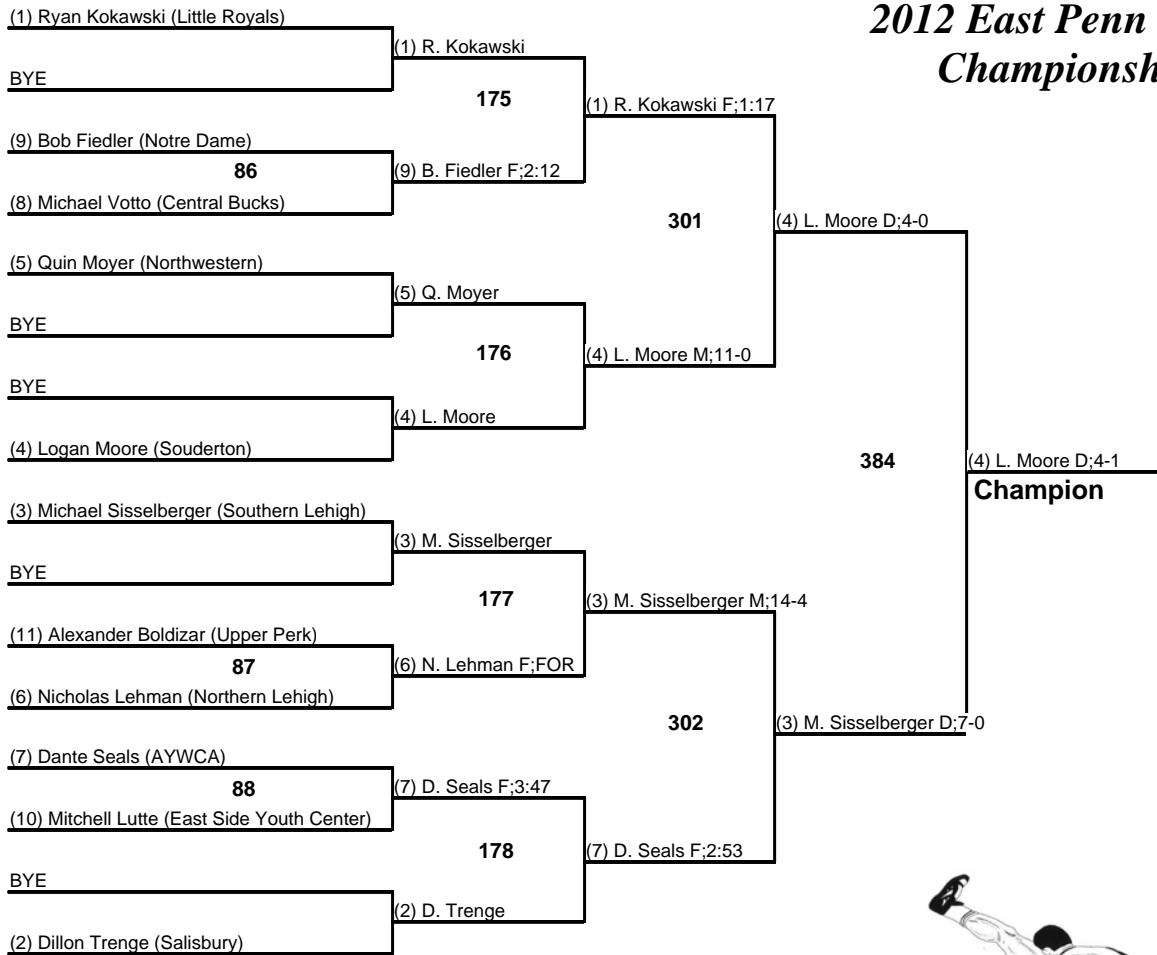 2012 East Penn
Championsh
(1) Ryan Kokawski (Little Royals)
(1) R. Kokawski
BYE
175
(1) R. Kokawski F;1:17
(9) Bob Fiedler (Notre Dame)
86
(9) B. Fiedler F;2:12
(8) Michael Votto (Central Bucks)
301
(4) L. Moore D;4-0
(5) Quin Moyer (Northwestern)
(5) Q. Moyer
BYE
176
(4) L. Moore M;11-0
BYE
(4) L. Moore
(4) Logan Moore (Souderton)
384
(4) L. Moore D;4-1
Champion
(3) Michael Sisselberger (Southern Lehigh)
(3) M. Sisselberger
BYE
177
(3) M. Sisselberger M;14-4
(11) Alexander Boldizar (Upper Perk)
87
(6) N. Lehman F;FOR
(6) Nicholas Lehman (Northern Lehigh)
302
(3) M. Sisselberger D;7-0
(7) Dante Seals (AYWCA)
88
(7) D. Seals F;3:47
(10) Mitchell Lutte (East Side Youth Center)
178
(7) D. Seals F;2:53
BYE
(2) D. Trenge
(2) Dillon Trenge (Salisbury)